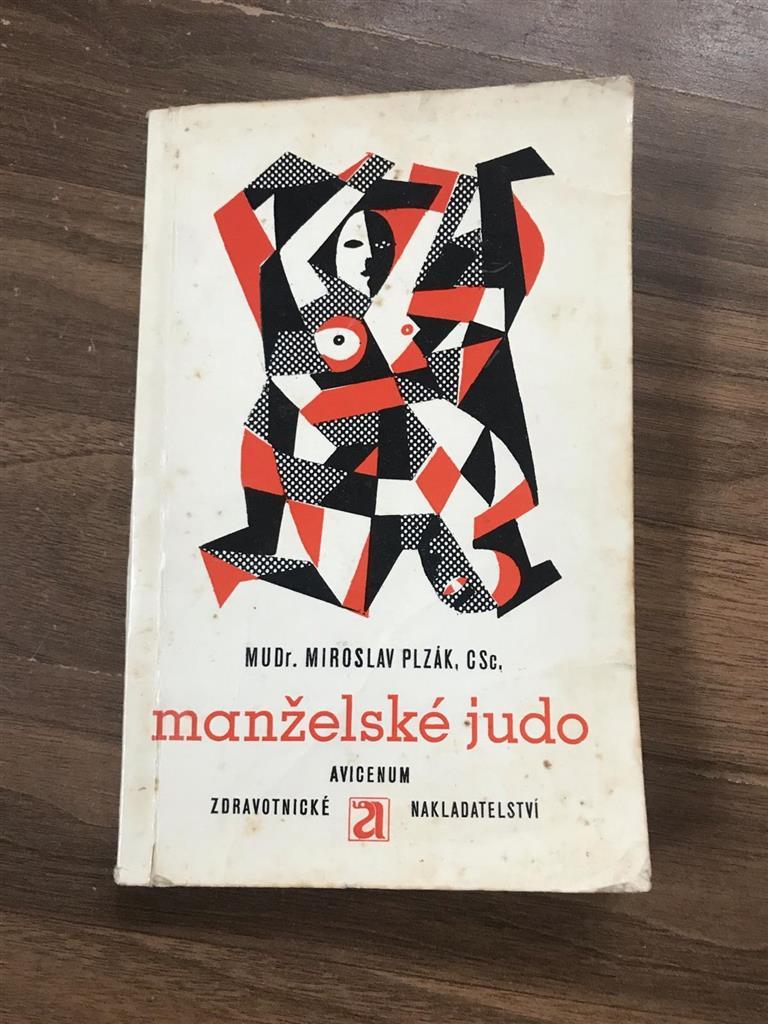 MUDr. MIROSLAV PLZÁK, CSc,
manželské judo
AVICENUM
ZDRAVOTNICKÉ NAKLADATELSTVÍ